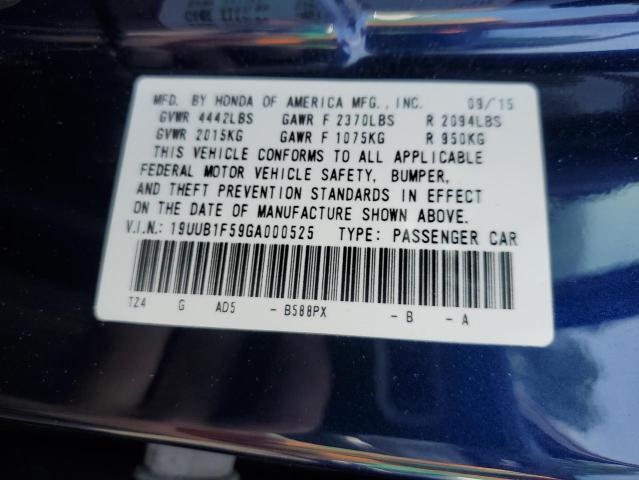 MFD. BY HONDA OF AMERICA MFG., INC. 09/15
GVWR 4442LBS GAWR F 2370LBS R 2094LBS
GVWR 2015KG GAWR F 1075KG R 950KG
THIS VEHICLE CONFORMS TO ALL APPLICABLE
FEDERAL MOTOR VEHICLE SAFETY, BUMPER,
AND THEFT PREVENTION STANDARDS IN EFFECT
ON THE DATE OF MANUFACTURE SHOWN ABOVE.
V.I.N.: 19UUB1F59GA000525 TYPE: PASSENGER CAR
TZ4 G AD5 - B588PX - B - A